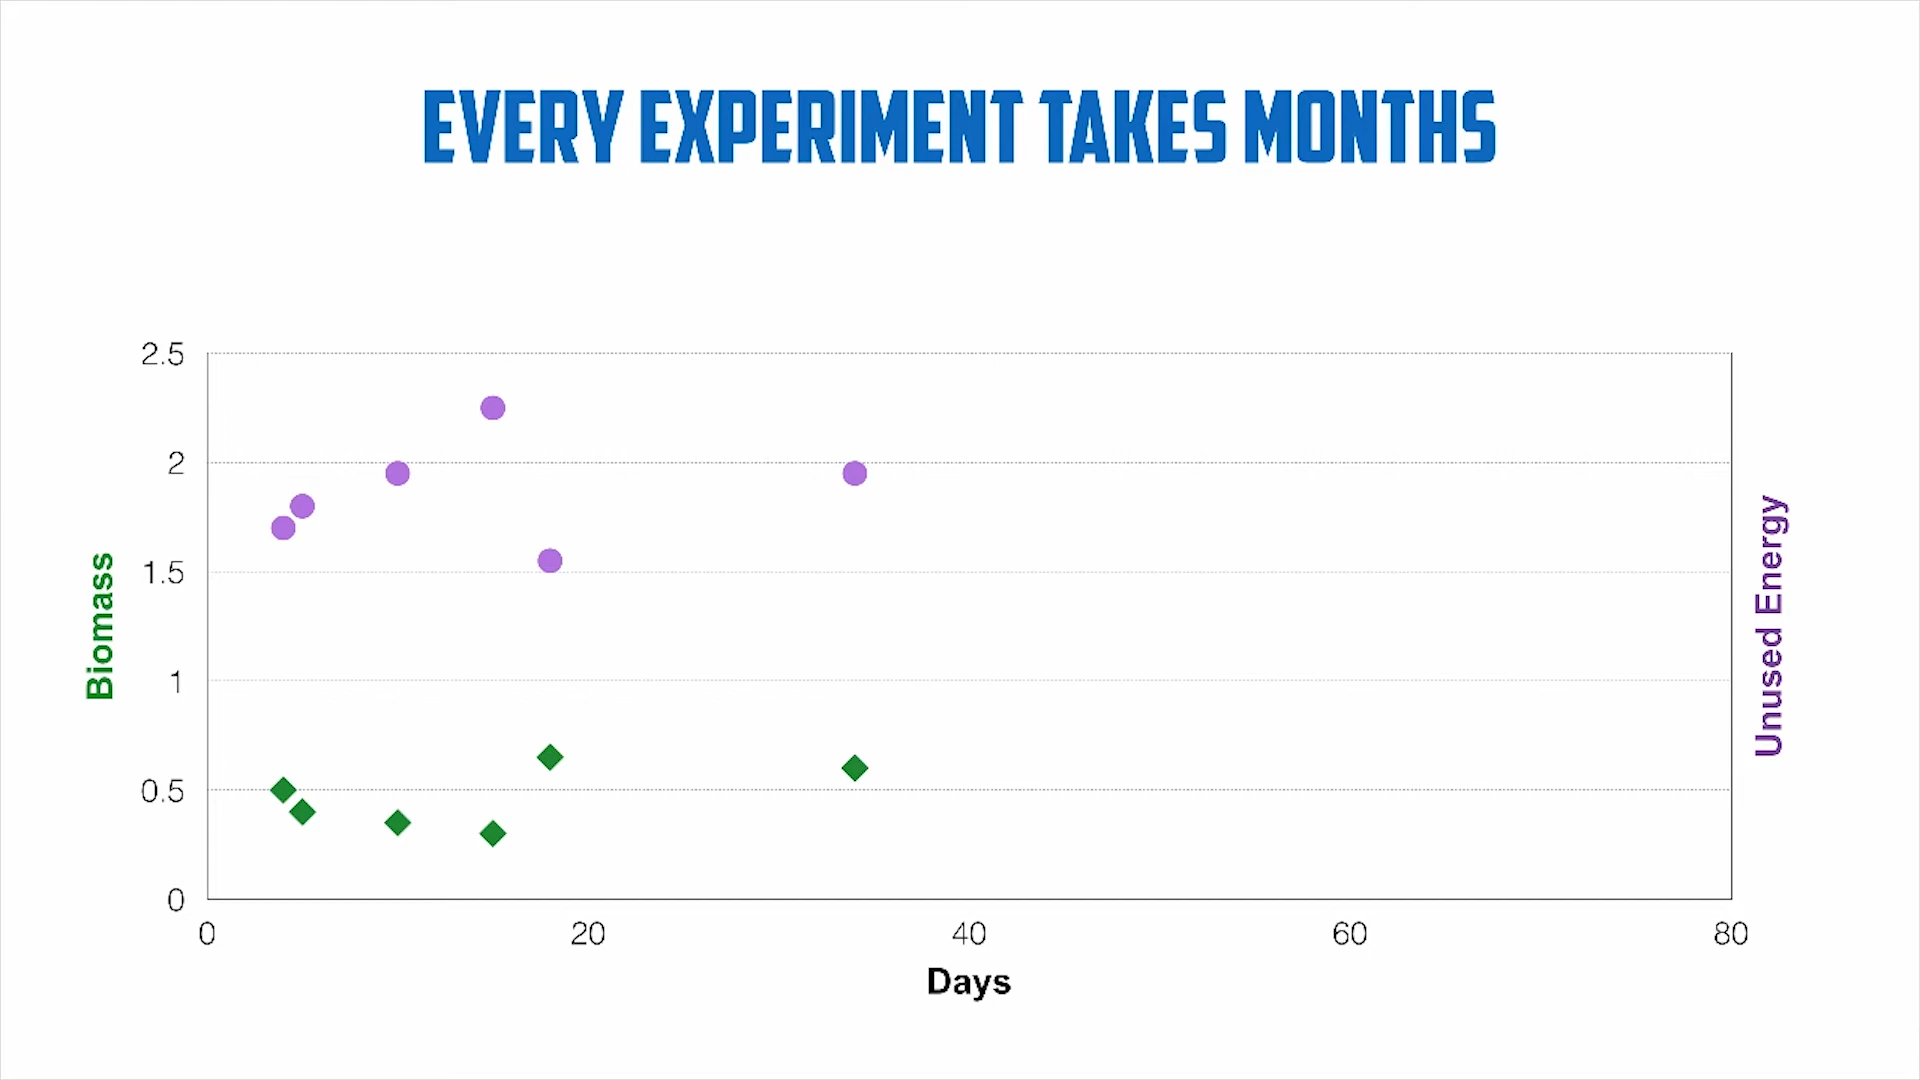 EVERY EXPERIMENT TAKES MONTHS
2.5
2
1.5
1
0.5
0
Biomass
Unused Energy
0 20 40 60 80
Days